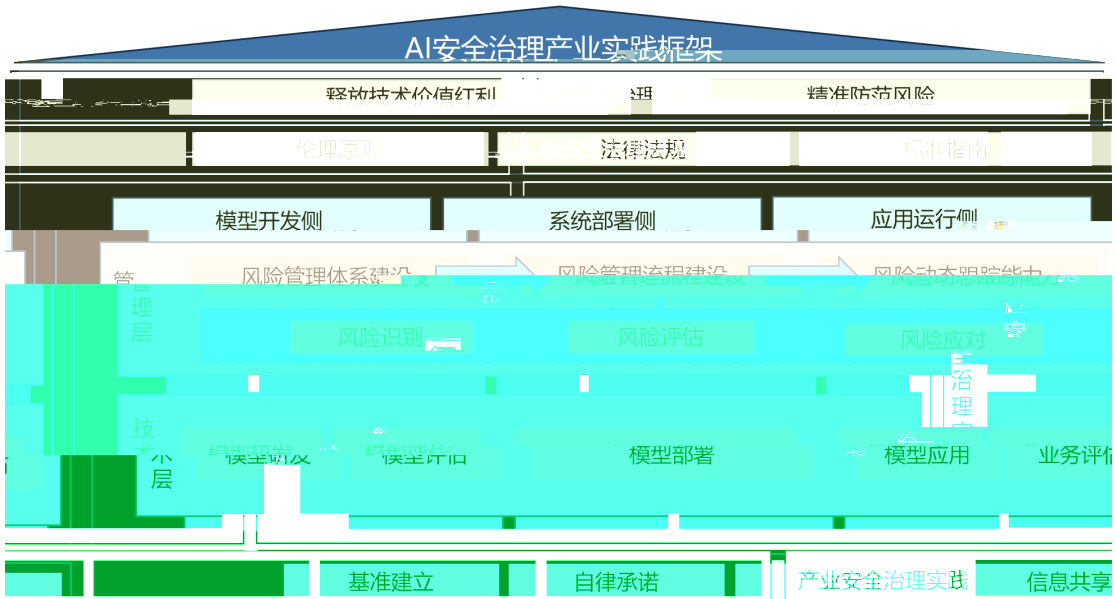 AI安全治理产业实践框架
释放技术价值红利 治理 精准防范风险
伦理原则 法律法规 标准指南
模型开发侧 系统部署侧 应用运行侧
管理层
风险管理体系建设 风险管理流程建设 风险动态跟踪能力
风险识别 风险评估 风险应对
治理
技术层
模型研发 模型评估 模型部署 模型应用 业务评估
基准建立 自律承诺 产业安全治理实践 信息共享